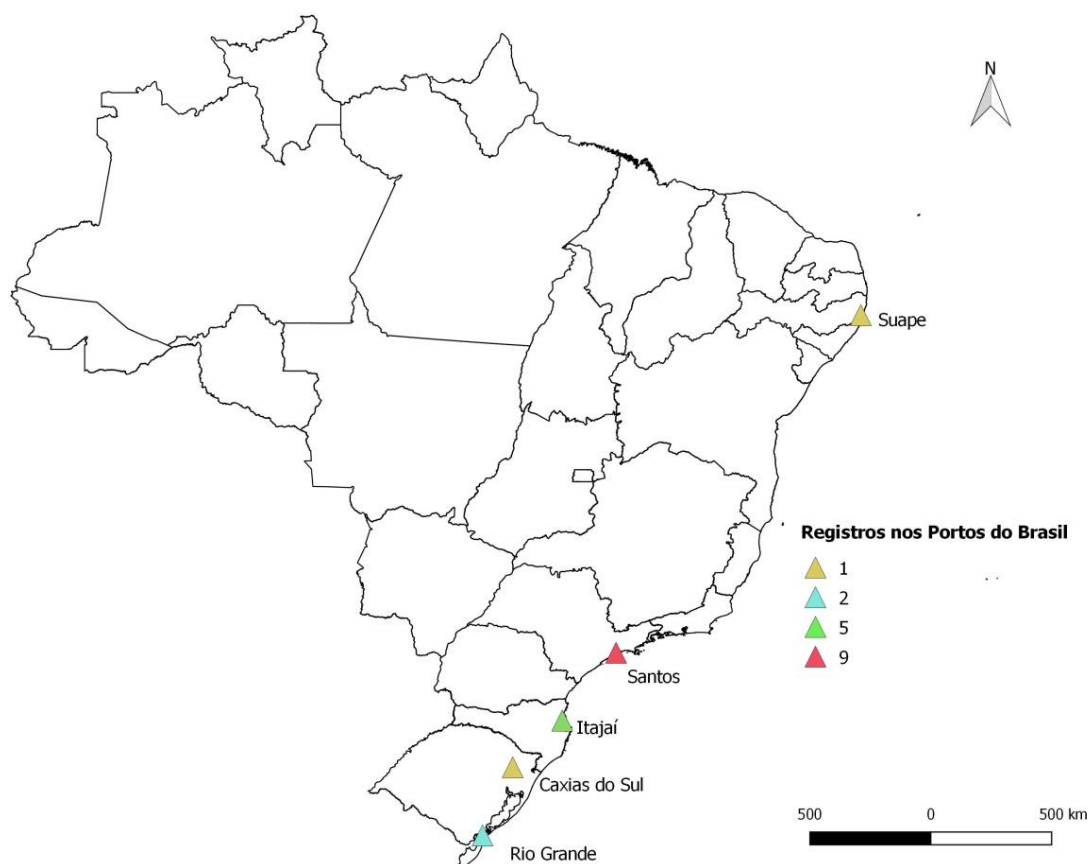 N
Suape
Registros nos Portos do Brasil
1
2
5
9
Santos
Itajaí
Caxias do Sul
Rio Grande
500 0 500 km